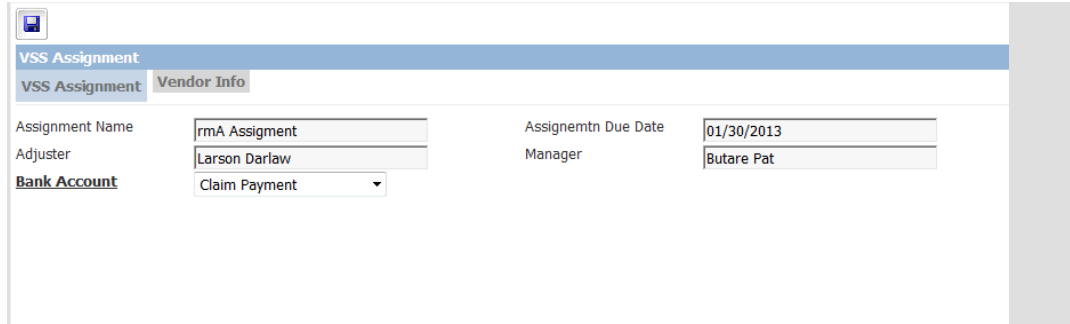 VSS Assignment
VSS Assignment Vendor Info
Assignment Name rmA Assigment Assignemtn Due Date 01/30/2013
Adjuster Larson Darlaw Manager Butare Pat
Bank Account Claim Payment